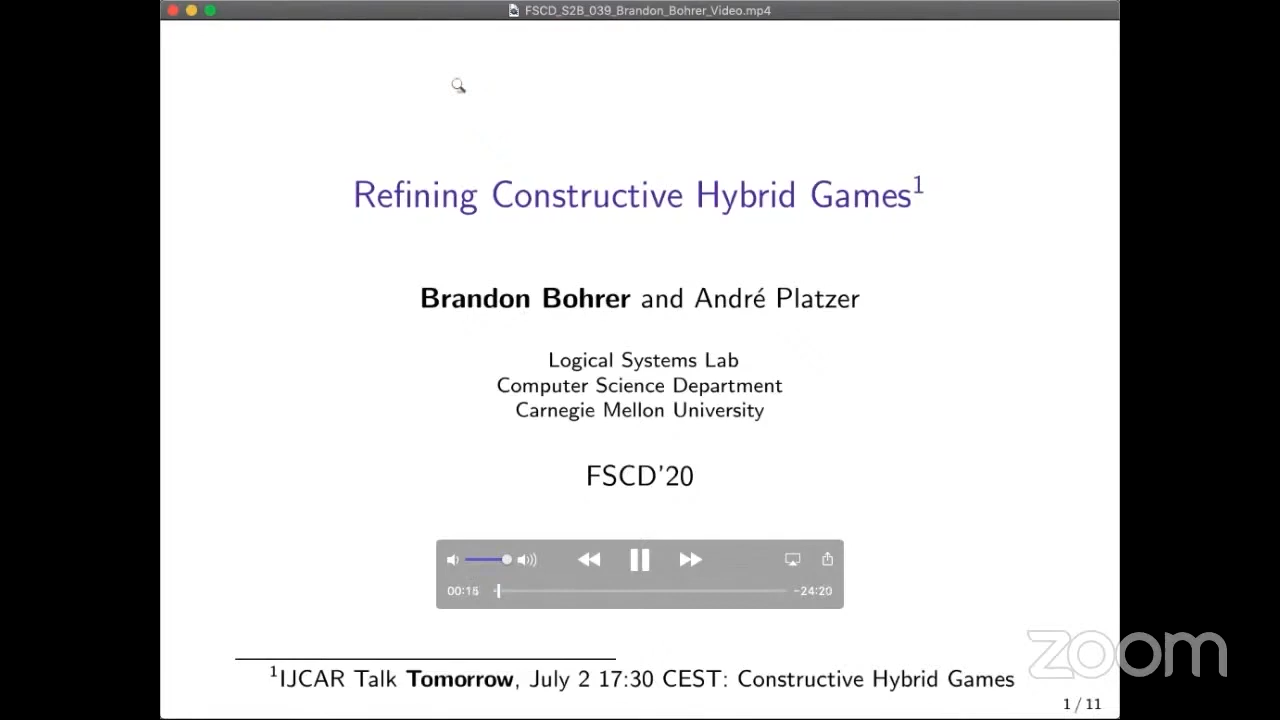 FSCD_S2B_039_Brandon_Bohrer_Video.mp4
Refining Constructive Hybrid Games¹
Brandon Bohrer and André Platzer
Logical Systems Lab
Computer Science Department
Carnegie Mellon University
FSCD'20
00:15
-24:20
¹IJCAR Talk Tomorrow, July 2 17:30 CEST: Constructive Hybrid Games
1 / 11
zoom